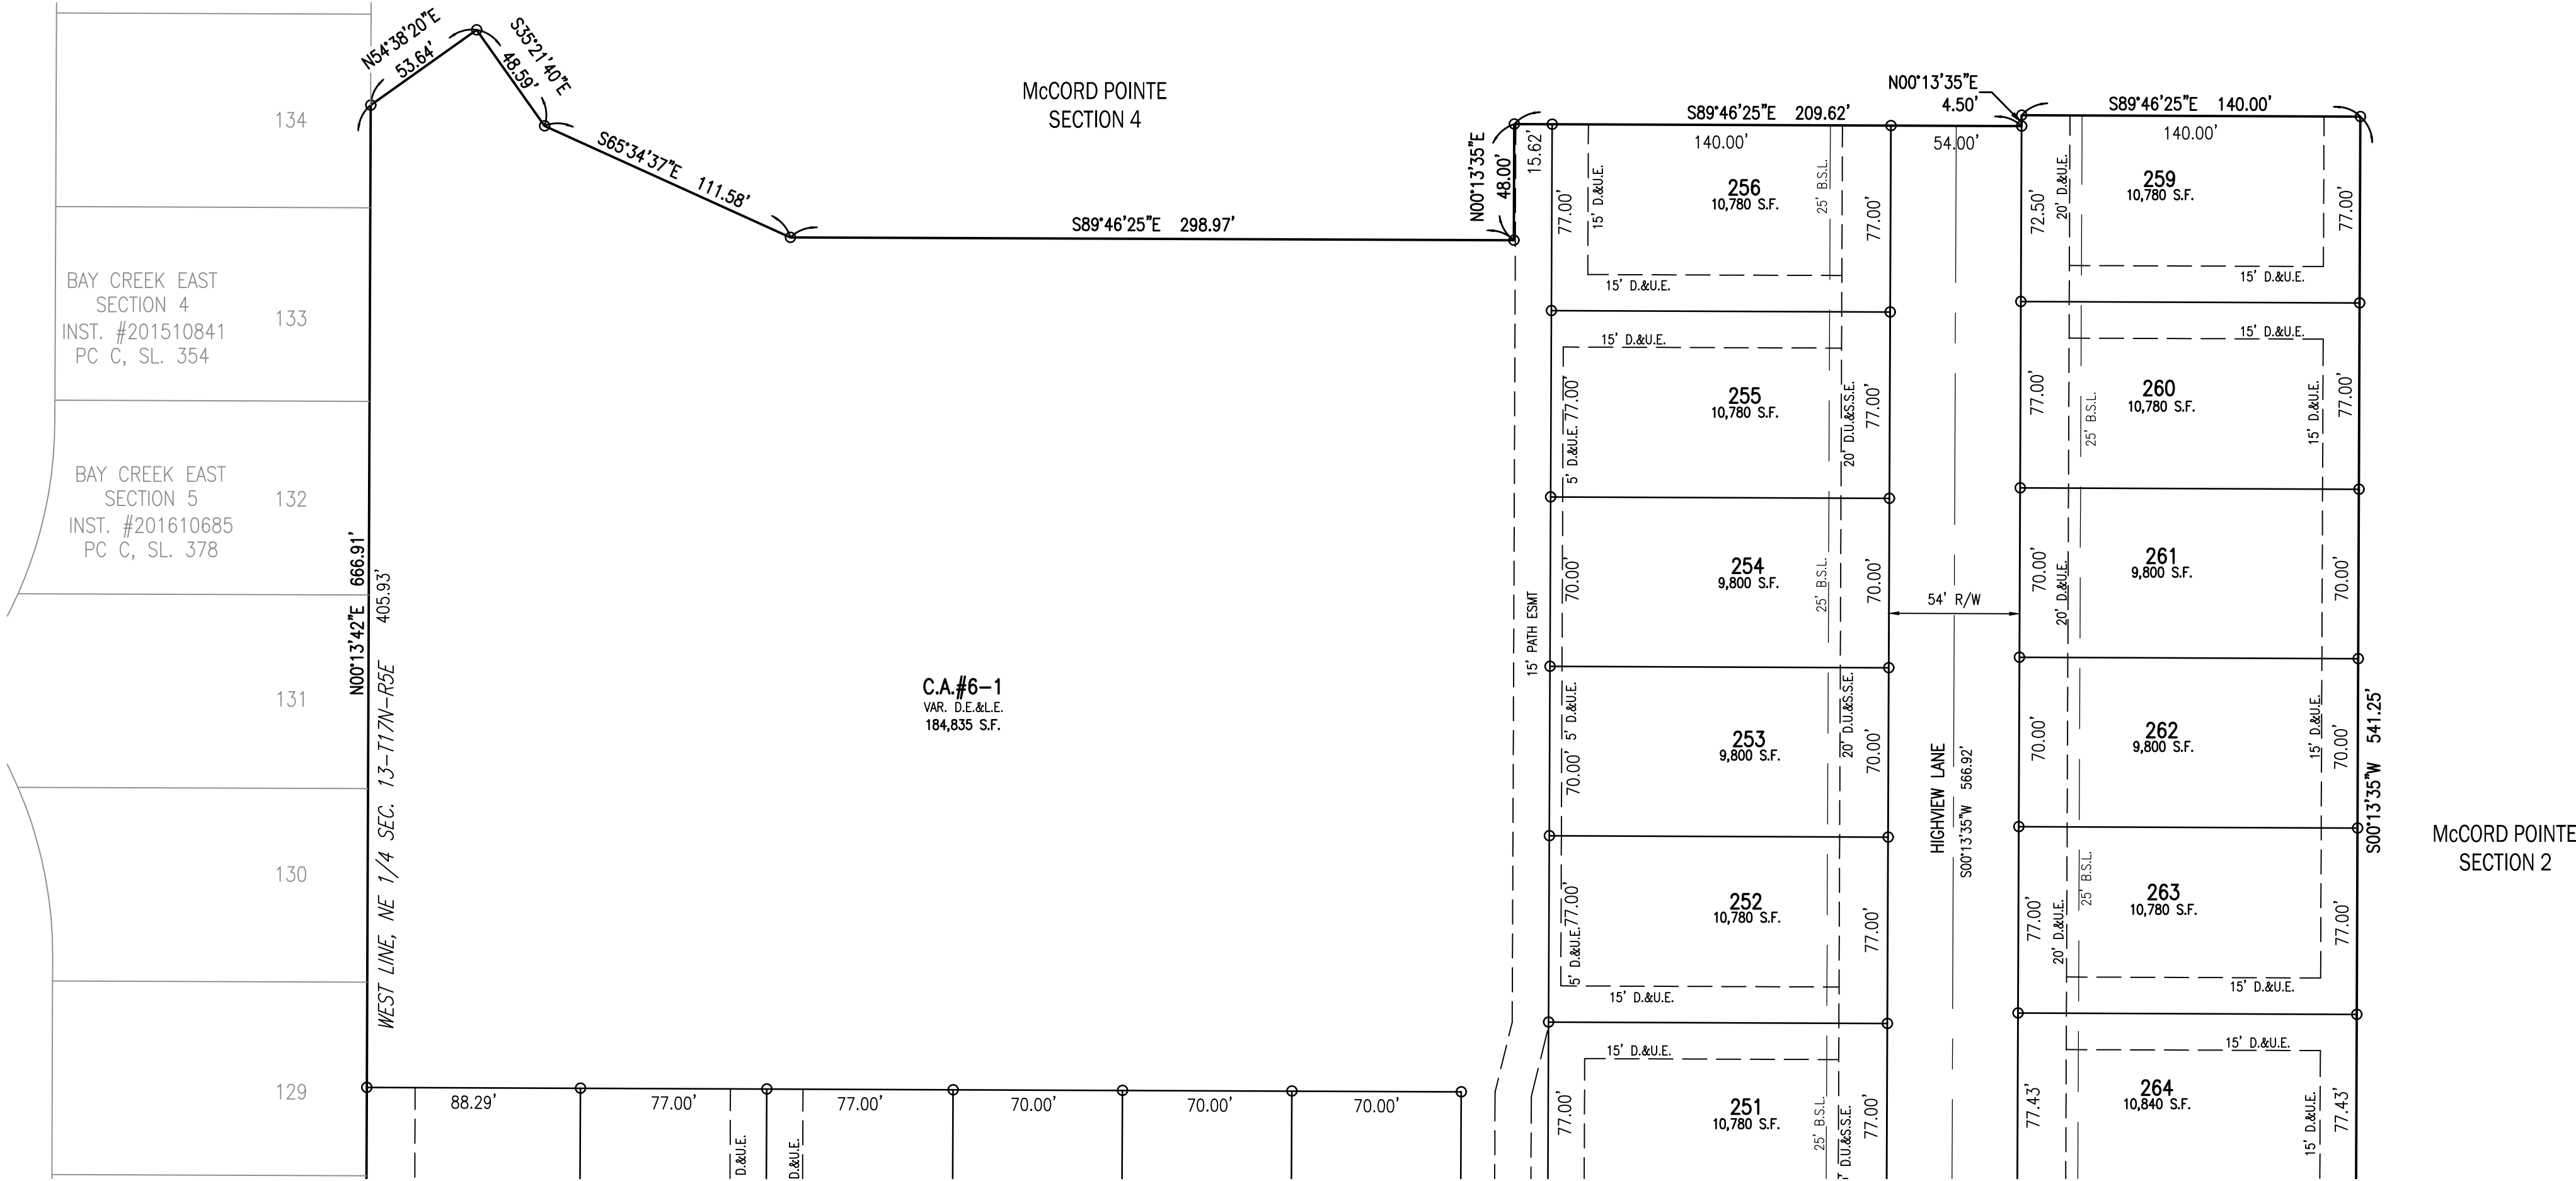 N54°38'20"E
53.64'
S35°21'40"E
48.59'
S65°34'37"E 111.58'
McCORD POINTE
SECTION 4
S89°46'25"E 298.97'
N00°13'35"E
48.00'
15.62'
S89°46'25"E 209.62'
140.00'
54.00'
N00°13'35"E
4.50'
S89°46'25"E 140.00'
140.00'
134
BAY CREEK EAST
SECTION 4
INST. #201510841
PC C, SL. 354
133
BAY CREEK EAST
SECTION 5
INST. #201610685
PC C, SL. 378
132
131
130
129
N00°13'42"E 666.91'
405.93'
WEST LINE, NE 1/4 SEC. 13-T17N-R5E
C.A.#6-1
VAR. D.E.&L.E.
184,835 S.F.
15' PATH ESMT
77.00'
15' D.&U.E.
256
10,780 S.F.
25' B.S.L.
77.00'
15' D.&U.E.
15' D.&U.E.
5' D.&U.E. 77.00'
255
10,780 S.F.
20' D.U.&S.S.E.
77.00'
70.00'
254
9,800 S.F.
25' B.S.L.
70.00'
5' D.&U.E.
70.00'
253
9,800 S.F.
20' D.U.&S.S.E.
70.00'
5' D.&U.E. 77.00'
252
10,780 S.F.
77.00'
15' D.&U.E.
15' D.&U.E.
77.00'
251
10,780 S.F.
25' B.S.L.
D.U.&S.S.E.
77.00'
54' R/W
HIGHVIEW LANE
S00°13'35"W 566.92'
72.50'
20' D.&U.E.
259
10,780 S.F.
77.00'
15' D.&U.E.
15' D.&U.E.
77.00'
25' B.S.L.
260
10,780 S.F.
15' D.&U.E.
77.00'
70.00'
20' D.&U.E.
261
9,800 S.F.
70.00'
70.00'
262
9,800 S.F.
15' D.&U.E.
70.00'
S00°13'35"W 541.25'
McCORD POINTE
SECTION 2
77.00'
20' D.&U.E.
25' B.S.L.
263
10,780 S.F.
77.00'
15' D.&U.E.
15' D.&U.E.
77.43'
264
10,840 S.F.
15' D.&U.E.
77.43'
88.29'
77.00'
D.&U.E.
D.&U.E.
77.00'
70.00'
70.00'
70.00'